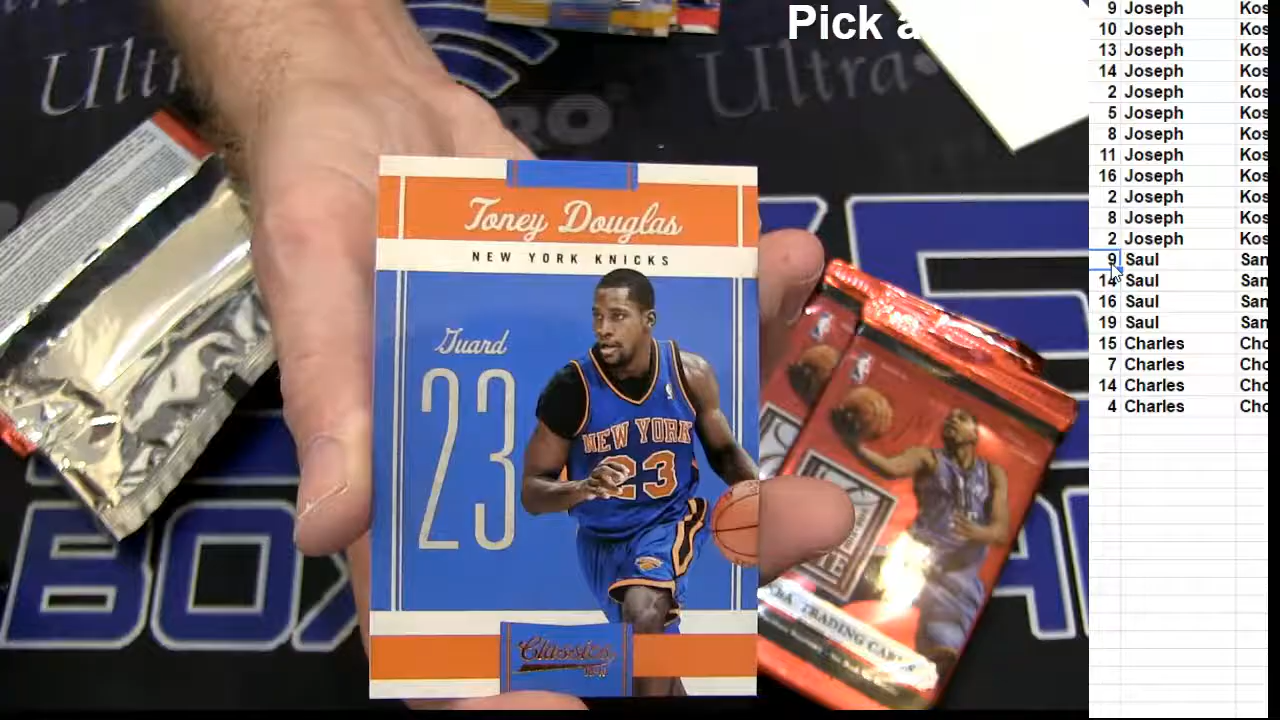 Pick a
Ultra
Ultra
RO
BOX
Toney Douglas
NEW YORK KNICKS
Guard
23
NEW YORK
23
Classics
NBA TRADING CARDS
9 Joseph Kos
10 Joseph Kos
13 Joseph Kos
14 Joseph Kos
2 Joseph Kos
5 Joseph Kos
8 Joseph Kos
11 Joseph Kos
16 Joseph Kos
2 Joseph Kos
8 Joseph Kos
2 Joseph Kos
9 Saul San
14 Saul San
16 Saul San
19 Saul San
15 Charles Cho
7 Charles Cho
14 Charles Cho
4 Charles Cho